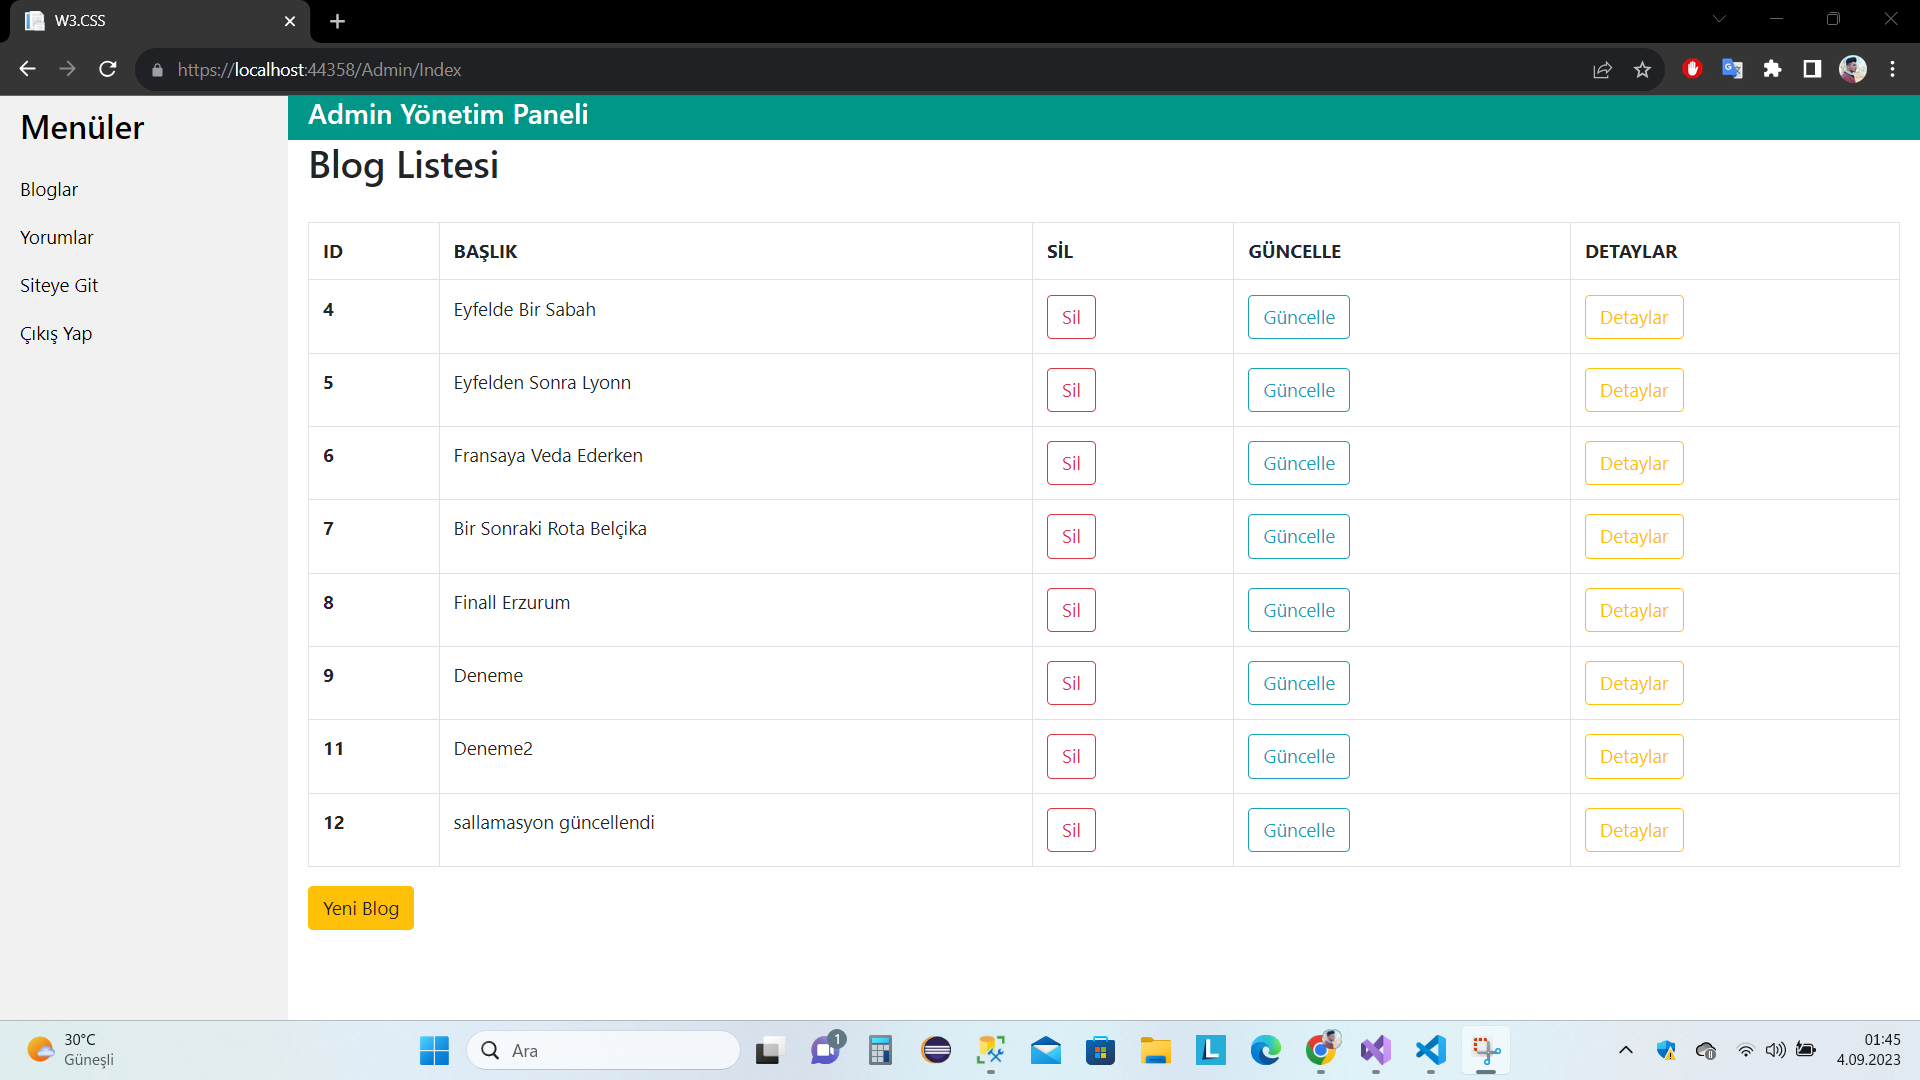 W3.CSS
https://localhost:44358/Admin/Index
Menüler
Bloglar
Yorumlar
Siteye Git
Çıkış Yap
Admin Yönetim Paneli
Blog Listesi
ID BAŞLIK SİL GÜNCELLE DETAYLAR
4 Eyfelde Bir Sabah Sil Güncelle Detaylar
5 Eyfelden Sonra Lyonn Sil Güncelle Detaylar
6 Fransaya Veda Ederken Sil Güncelle Detaylar
7 Bir Sonraki Rota Belçika Sil Güncelle Detaylar
8 Finall Erzurum Sil Güncelle Detaylar
9 Deneme Sil Güncelle Detaylar
11 Deneme2 Sil Güncelle Detaylar
12 sallamasyon güncellendi Sil Güncelle Detaylar
Yeni Blog
30°C
Güneşli
Ara
1
L
01:45
4.09.2023